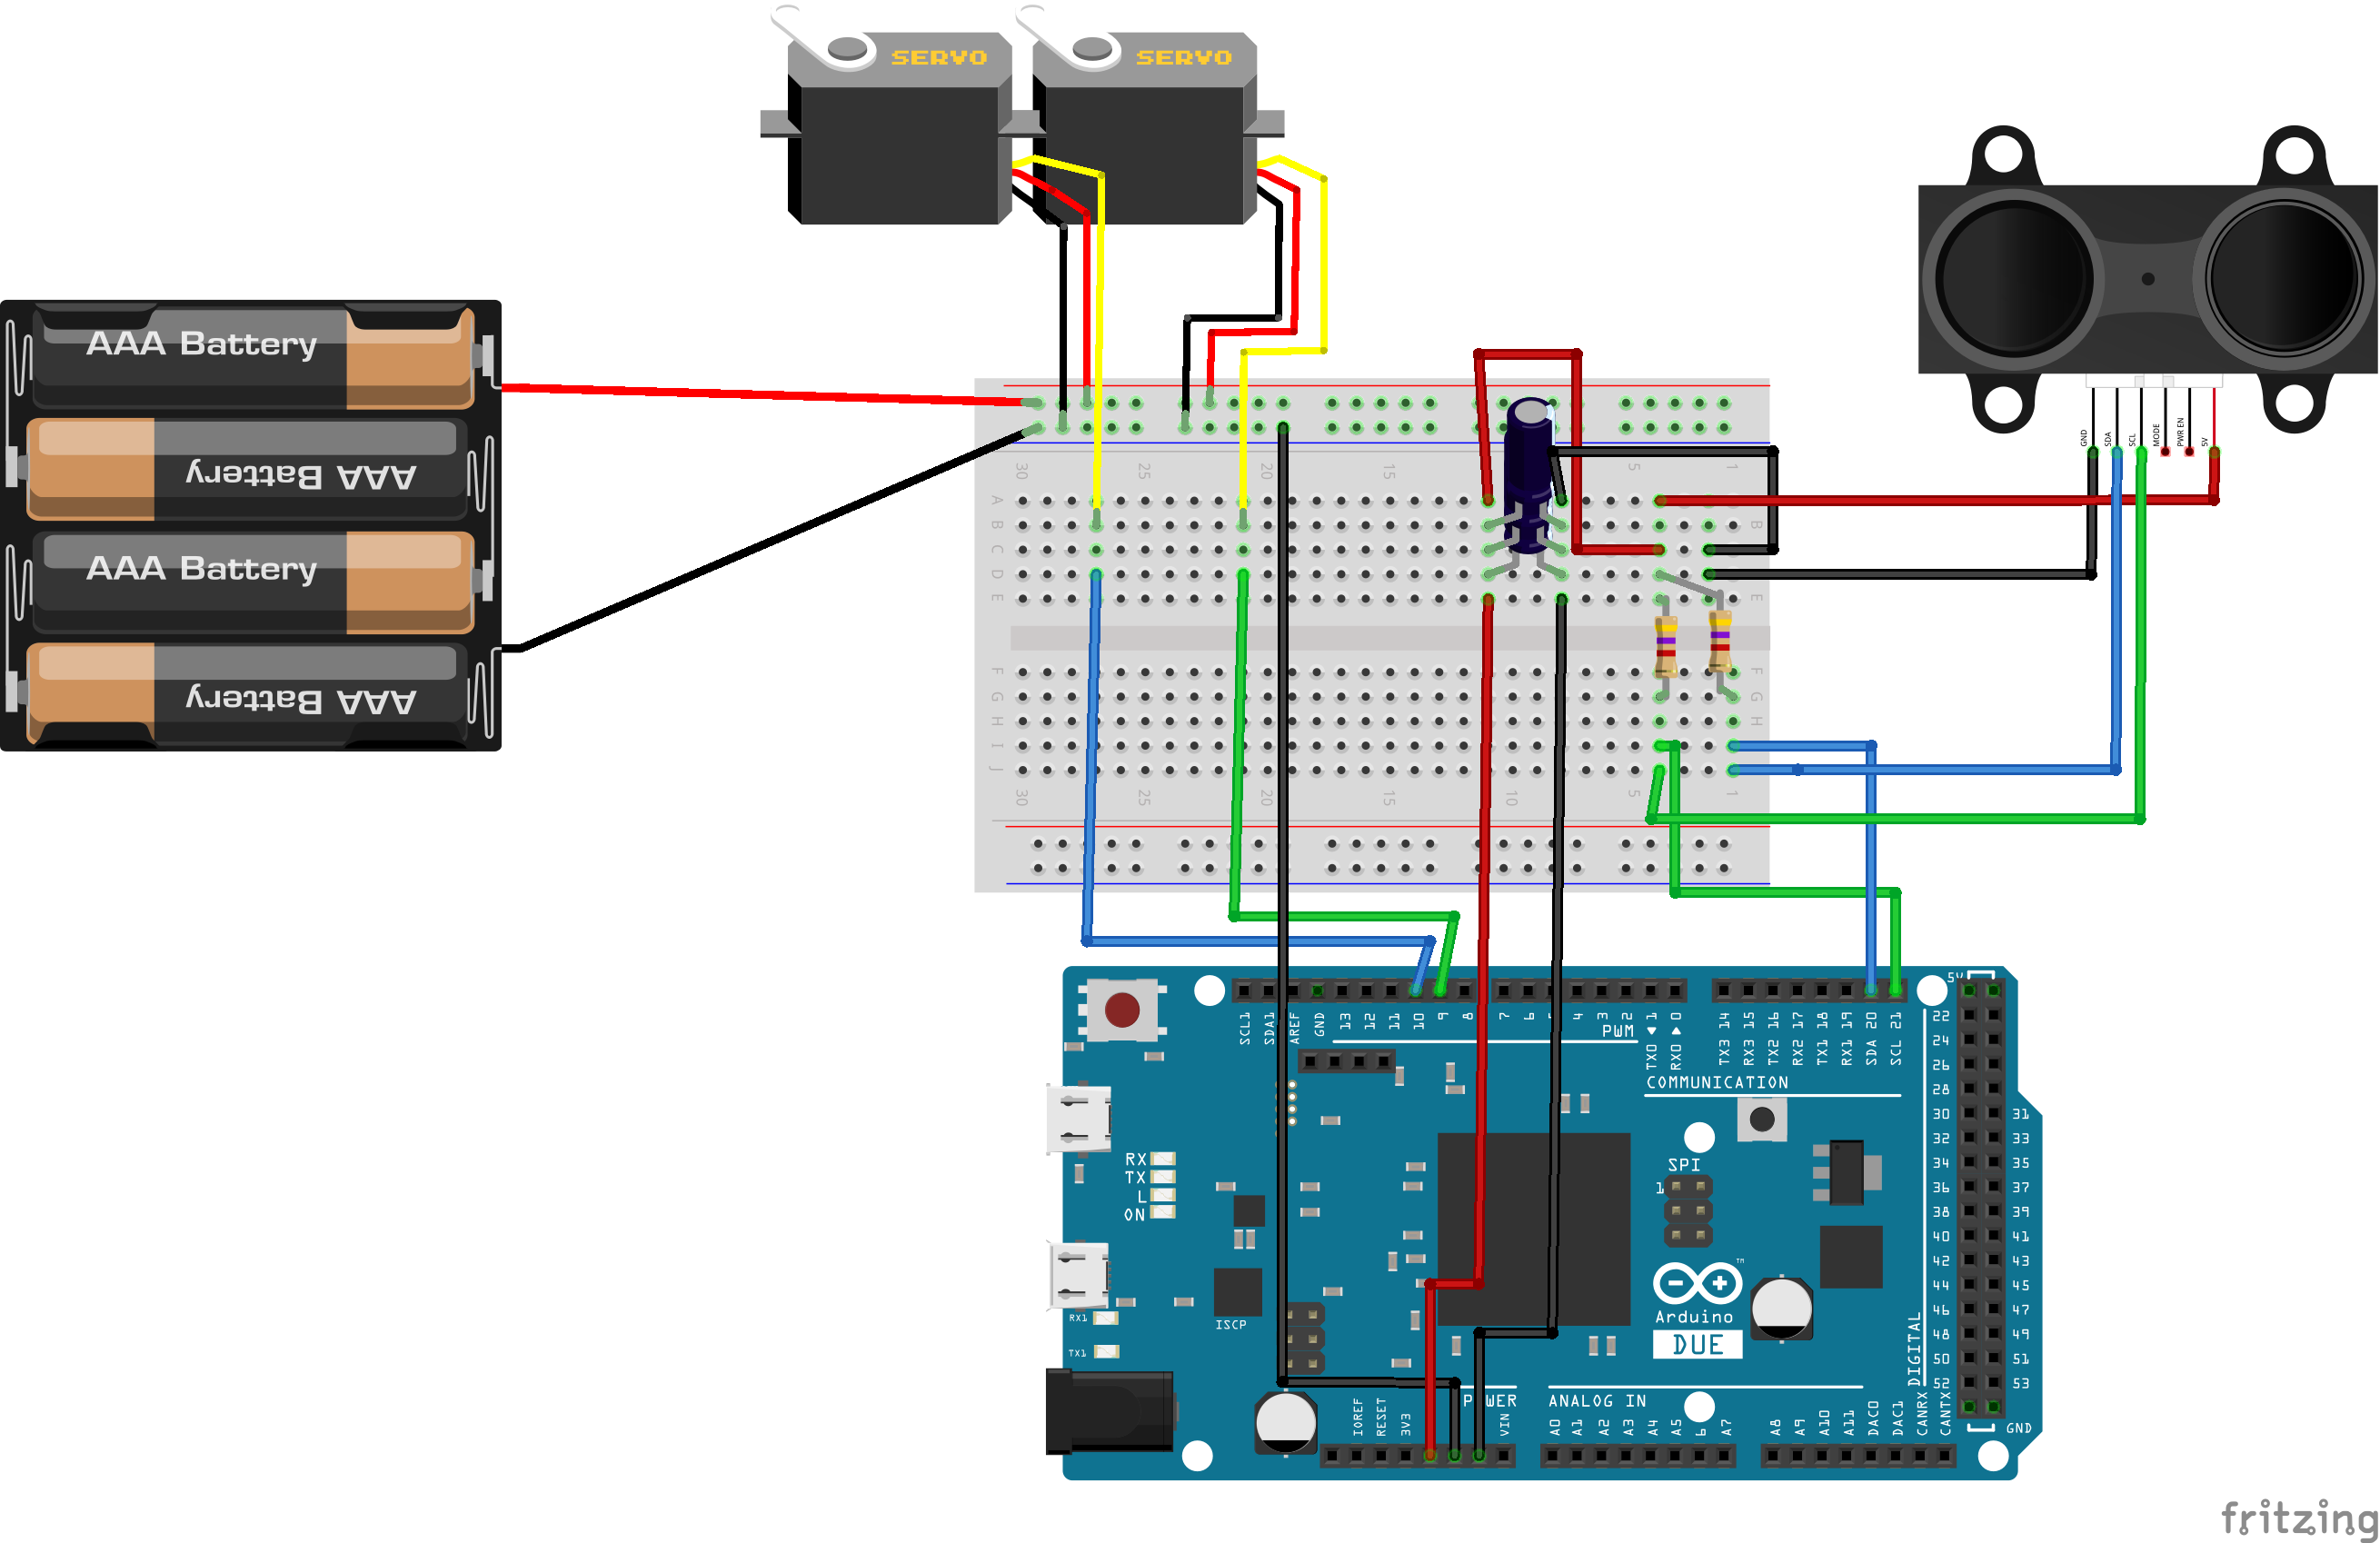 SERVO
SERVO
AAA Battery
AAA Battery
AAA Battery
AAA Battery
GND
SDA
SCL
MODE
PWR EN
5V
30
25
20
15
5
1
A
B
C
D
E
E
F
F
G
G
H
H
I
I
J
J
30
25
20
15
10
5
1
SCL1
SDA1
AREF
GND
13
12
11
10
9
8
7
6
4
3
2
TX0 1
RX0 0
PWM
TX3 14
RX3 15
TX2 16
RX2 17
TX1 18
RX1 19
SDA 20
SCL 21
COMMUNICATION
5V
22
24
26
28
30 31
32 33
34 35
36 37
38 39
40 41
42 43
44 45
46 47
48 49
50 51
52 53
GND
DIGITAL
RX
TX
L
ON
RX1
TX1
ISCP
SPI
1
TM
Arduino
DUE
IOREF
RESET
3V3
VIN
ANALOG IN
A0
A1
A2
A3
A4
A5
6
A7
A8
A9
A10
A11
DAC0
DAC1
CANRX
CANTX
fritzing